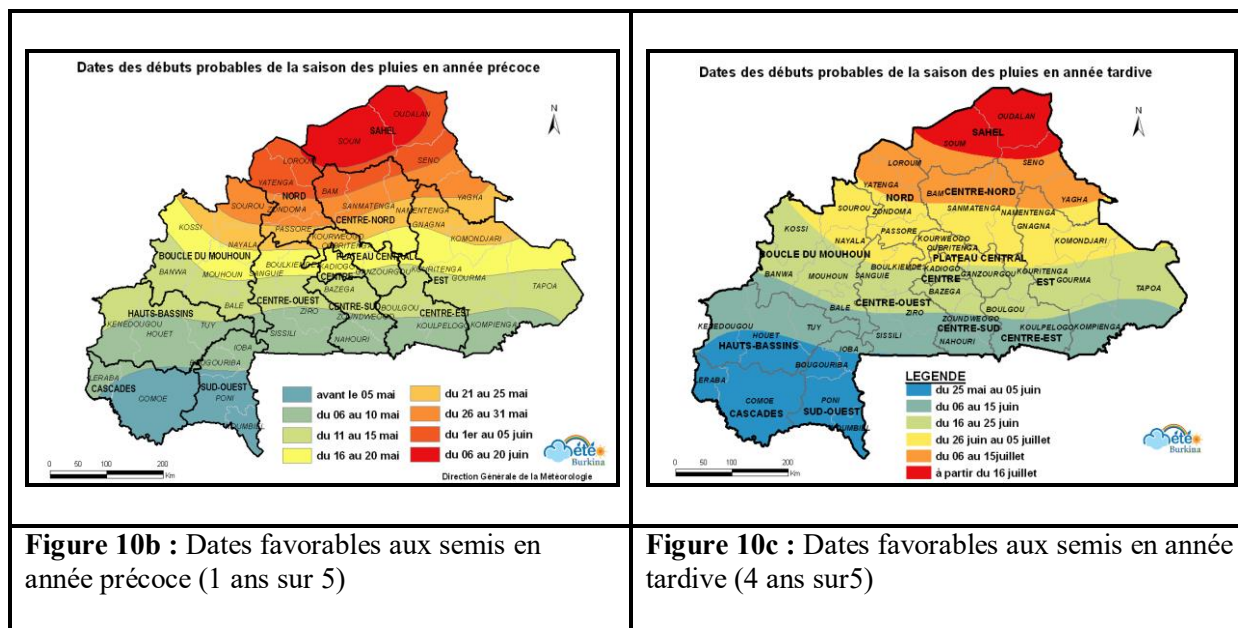 Dates des débuts probables de la saison des pluies en année précoce
N
OUDALAN
SAHEL
SOUM
LOROUM
SENO
YATENGA
BAM
NORD
YAGHA
SOUROU
ZONDOMA
SANMATENGA
NAMENTENGA
CENTRE-NORD
GNAGNA
KOSSI
PASSORE
KOURWEOGO
OUBRITENGA
KOMONDJARI
NAYALA
BOUCLE DU MOUHOUN
BOULKIEMDE
PLATEAU CENTRAL
BANWA
MOUHOUN
SANGUIE
KADIOGO
CENTRE
GANZOURGOU
KOURITENGA
EST
GOURMA
TAPOA
BAZEGA
BALE
CENTRE-OUEST
CENTRE-SUD
BOULGOU
HAUTS-BASSINS
ZIRO
ZOUNDWEOGO
CENTRE-EST
KENEDOUGOU
TUY
HOUET
SISSILI
KOULPELOGO
KOMPIENGA
IOBA
NAHOURI
BOUGOURIBA
LERABA
CASCADES
SUD-OUEST
COMOE
PONI
NOUMBIEL
avant le 05 mai
du 06 au 10 mai
du 11 au 15 mai
du 16 au 20 mai
du 21 au 25 mai
du 26 au 31 mai
du 1er au 05 juin
du 06 au 20 juin
0 50 100 200
Km
Météo
Burkina
Direction Générale de la Météorologie
Figure 10b : Dates favorables aux semis en
année précoce (1 ans sur 5)
Dates des débuts probables de la saison des pluies en année tardive
N
OUDALAN
SAHEL
SOUM
LOROUM
SENO
YATENGA
NORD
BAM
CENTRE-NORD
YAGHA
SOUROU
ZONDOMA
SANMATENGA
NAMENTENGA
GNAGNA
KOSSI
PASSORE
KOURWEOGO
OUBRITENGA
KOMONDJARI
NAYALA
BOUCLE DU MOUHOUN
PLATEAU CENTRAL
BOULKIEMDE
BANWA
MOUHOUN
SANGUIE
KADIOGO
CENTRE
GANZOURGOU
KOURITENGA
EST
GOURMA
TAPOA
BAZEGA
BALE
CENTRE-OUEST
BOULGOU
ZIRO
ZOUNDWEOGO
KENEDOUGOU
TUY
CENTRE-SUD
KOULPELOGO
KOMPIENGA
HOUET
SISSILI
CENTRE-EST
HAUTS-BASSINS
IOBA
NAHOURI
BOUGOURIBA
LERABA
COMOE
PONI
CASCADES
SUD-OUEST
NOUMBIEL
LEGENDE
du 25 mai au 05 juin
du 06 au 15 juin
du 16 au 25 juin
du 26 juin au 05 juillet
du 06 au 15juillet
à partir du 16 juillet
0 50 100 200
Km
Météo
Burkina
Figure 10c : Dates favorables aux semis en année
tardive (4 ans sur5)